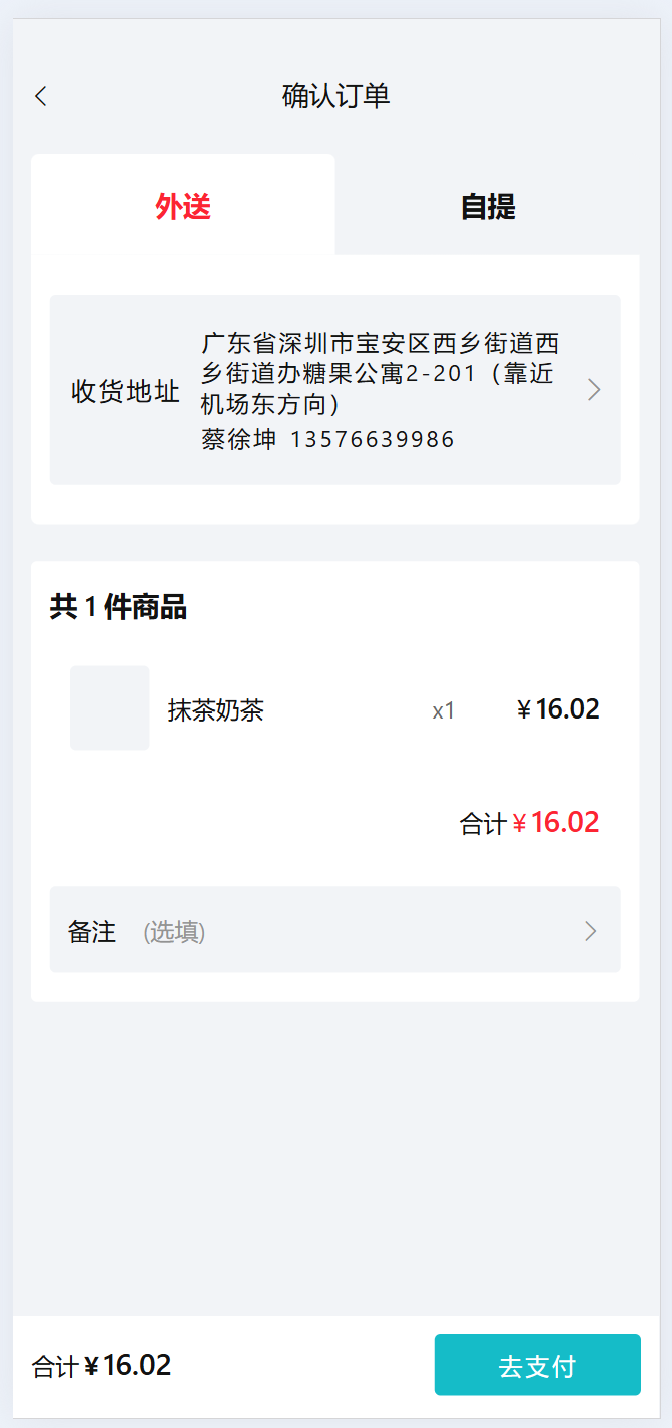 确认订单
外送 自提
收货地址
广东省深圳市宝安区西乡街道西
乡街道办糖果公寓2-201（靠近
机场东方向）
蔡徐坤 13576639986
共 1 件商品
抹茶奶茶 x1 ¥16.02
合计 ¥16.02
备注 (选填)
合计 ¥16.02 去支付